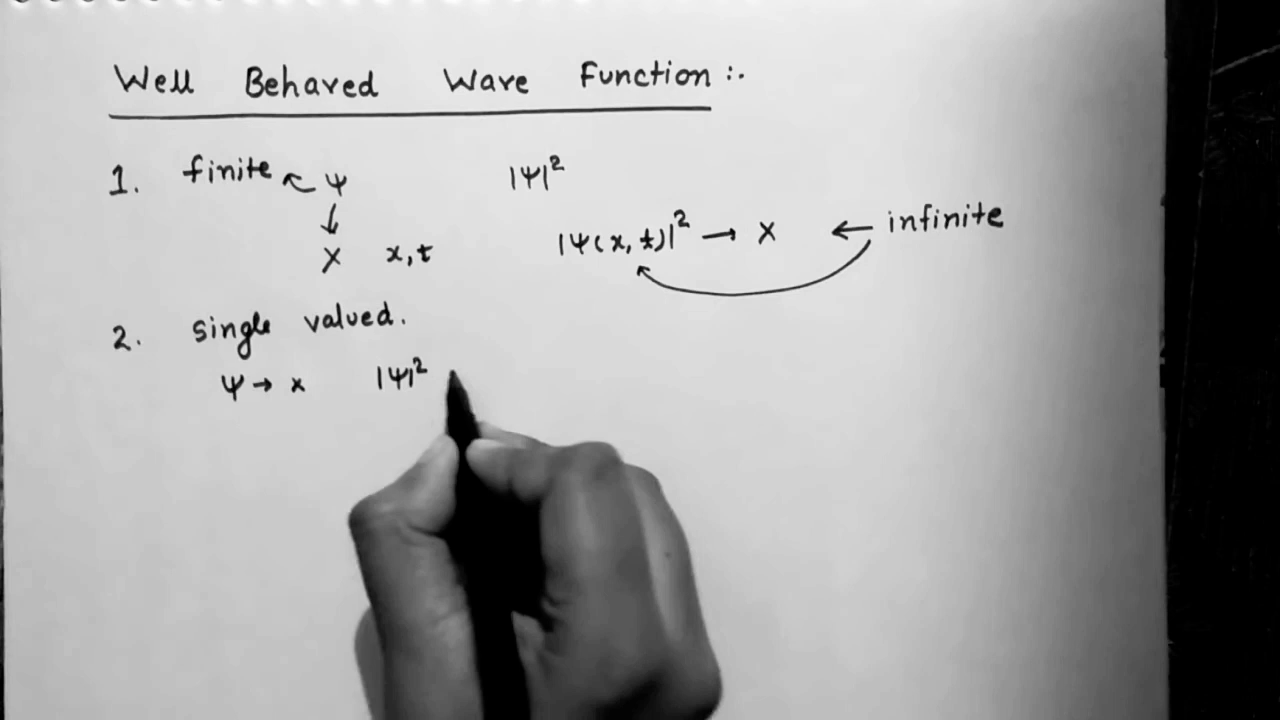 Well Behaved Wave Function :.
1. finite ← Ψ |Ψ|²
↓
x x,t |Ψ(x,t)|² → x ← infinite
2. single valued.
Ψ → x |Ψ|²